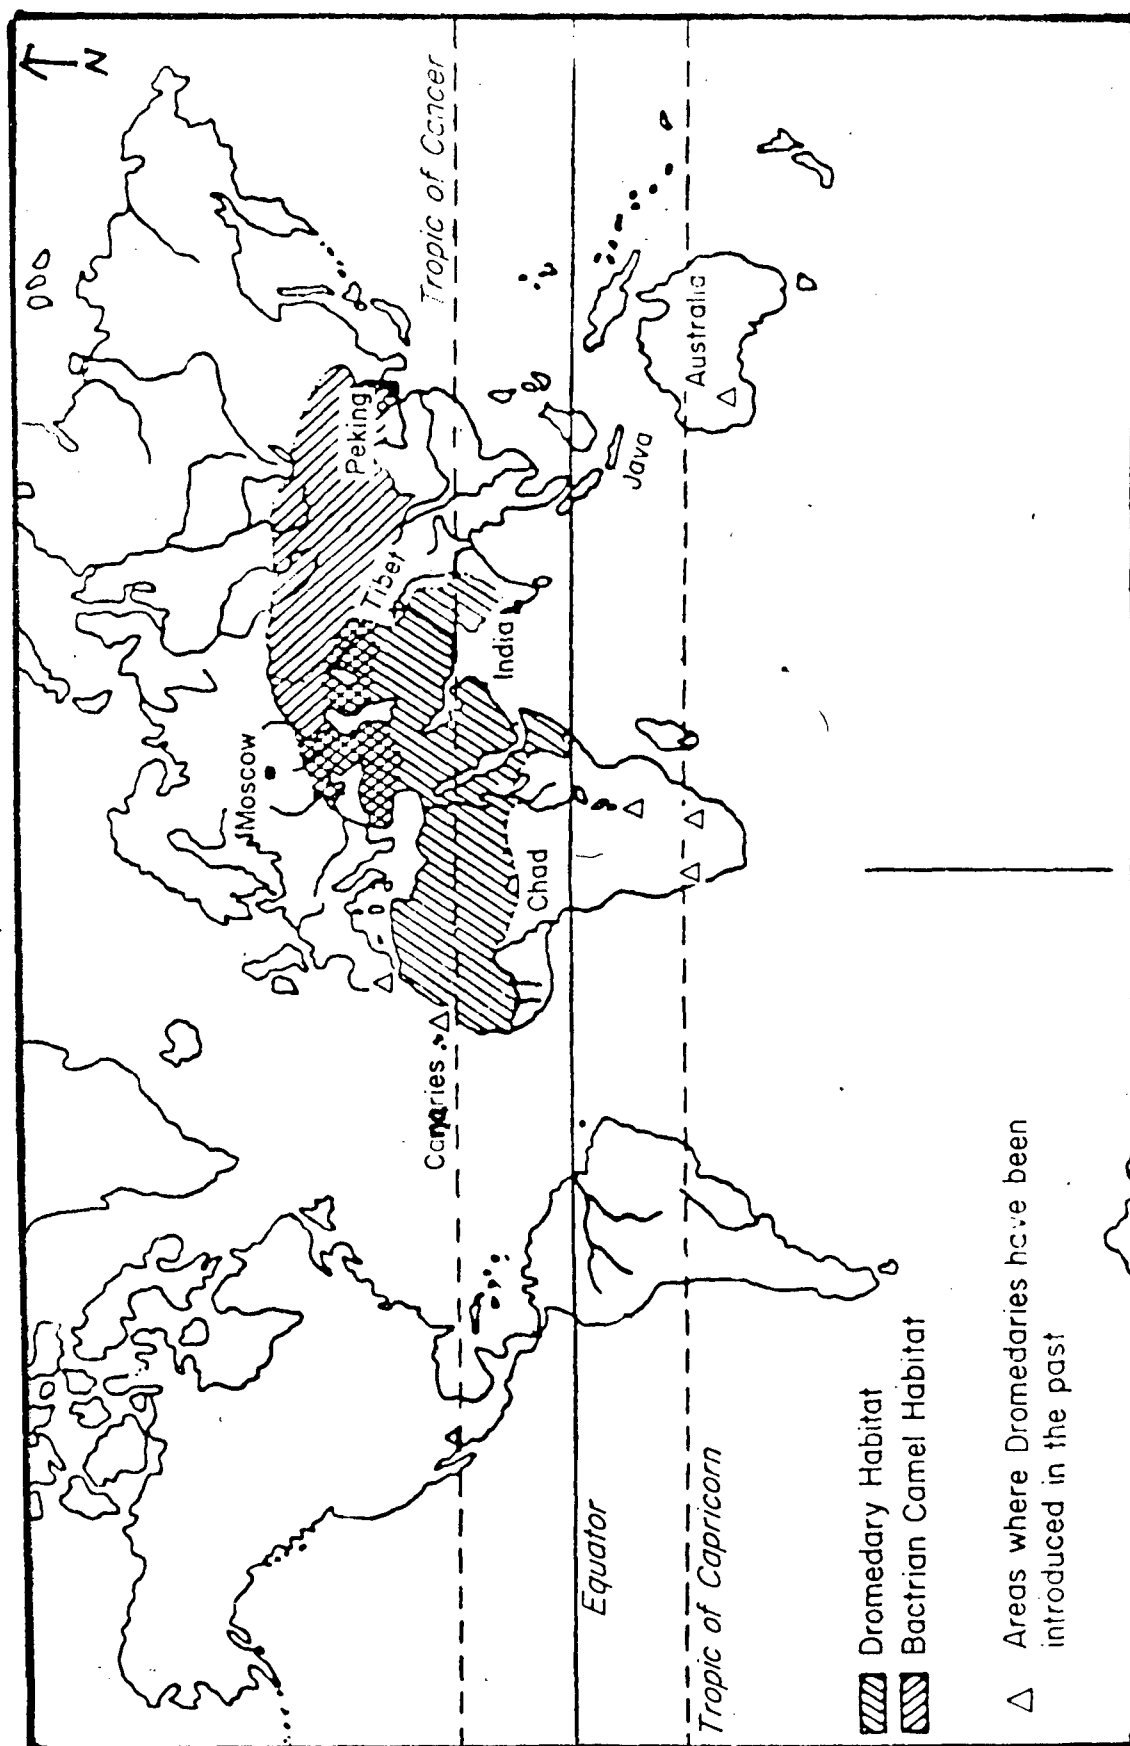 N
Tropic of Cancer
Moscow
Peking
Tibet
Canaries
India
Chad
Java
Equator
Australia
Tropic of Capricorn
Dromedary Habitat
Bactrian Camel Habitat
Areas where Dromedaries have been
introduced in the past